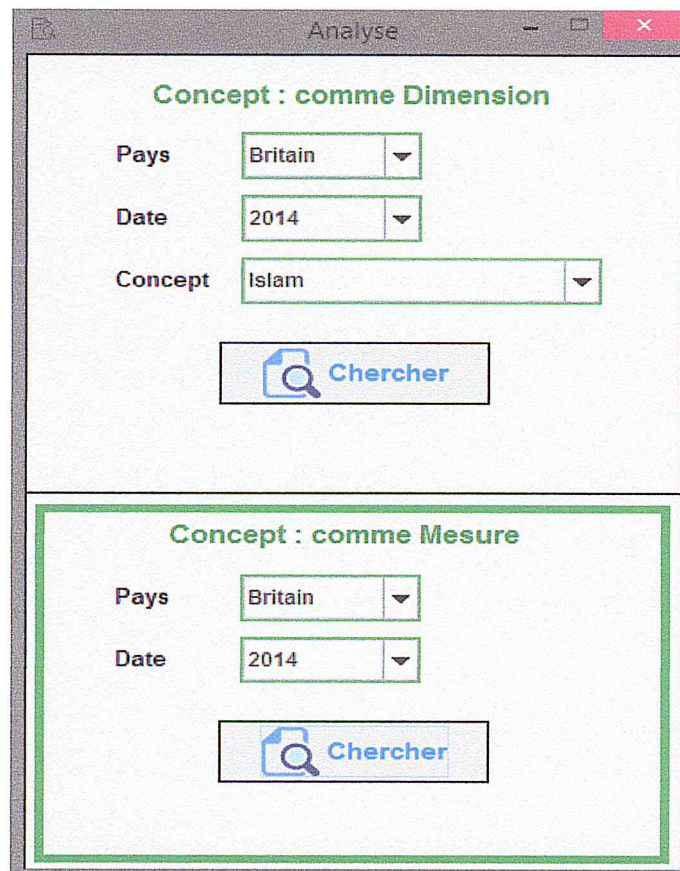 Analyse
Concept : comme Dimension
Pays Britain
Date 2014
Concept Islam
Chercher
Concept : comme Mesure
Pays Britain
Date 2014
Chercher